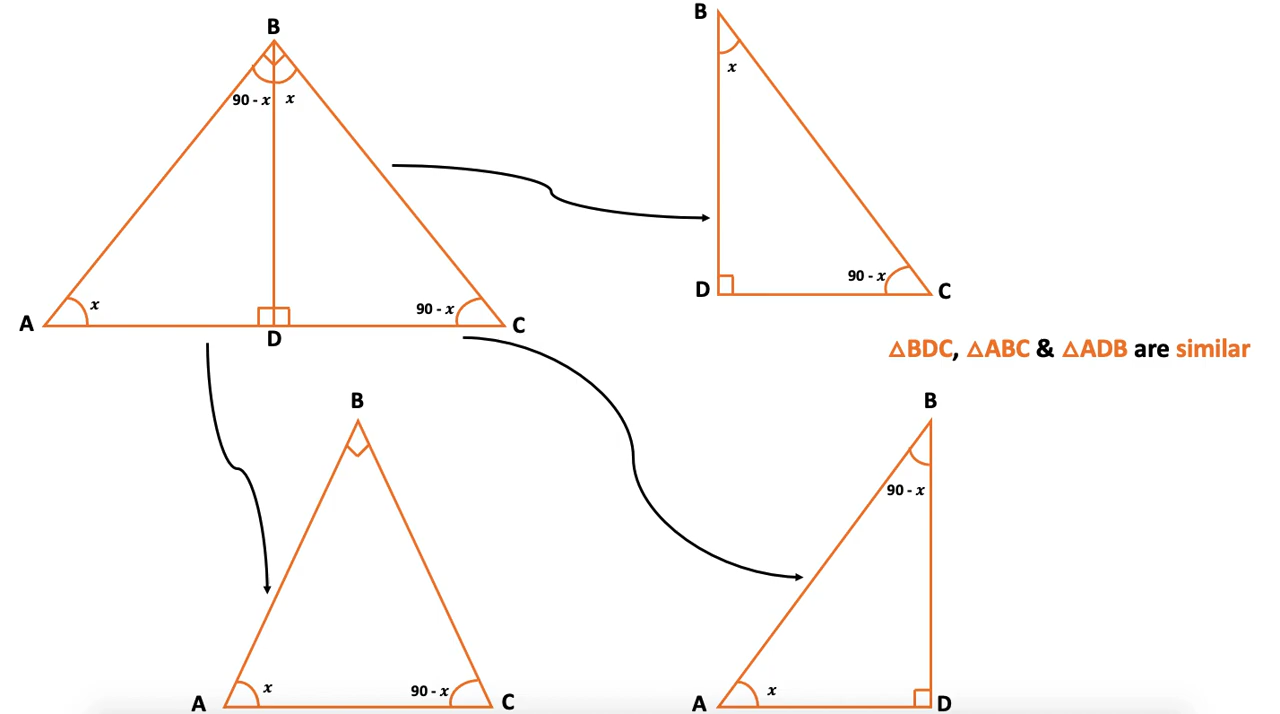 B
90 - x
x
x
90 - x
A
D
C
B
x
90 - x
D
C
△BDC, △ABC & △ADB are similar
B
x
90 - x
A
C
B
90 - x
x
A
D